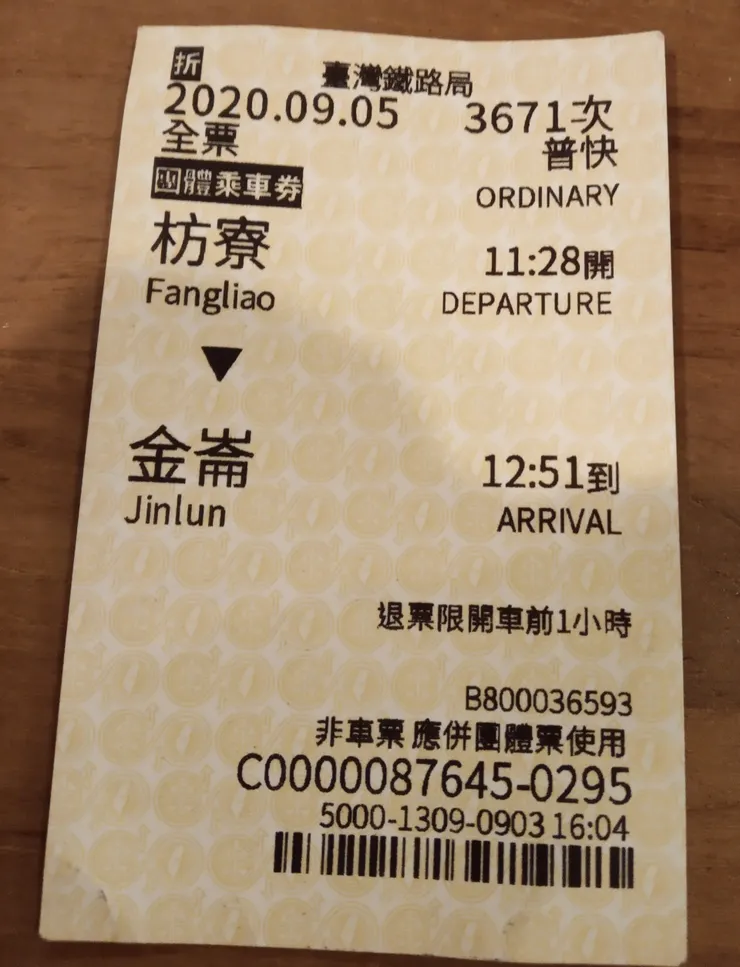 折 臺灣鐵路局
2020.09.05 3671次
全票 普快
團體乘車券 ORDINARY
枋寮 11:28開
Fangliao DEPARTURE
▼
金崙 12:51到
Jinlun ARRIVAL
退票限開車前1小時
B800036593
非車票 應併團體票使用
C0000087645-0295
5000-1309-0903 16:04